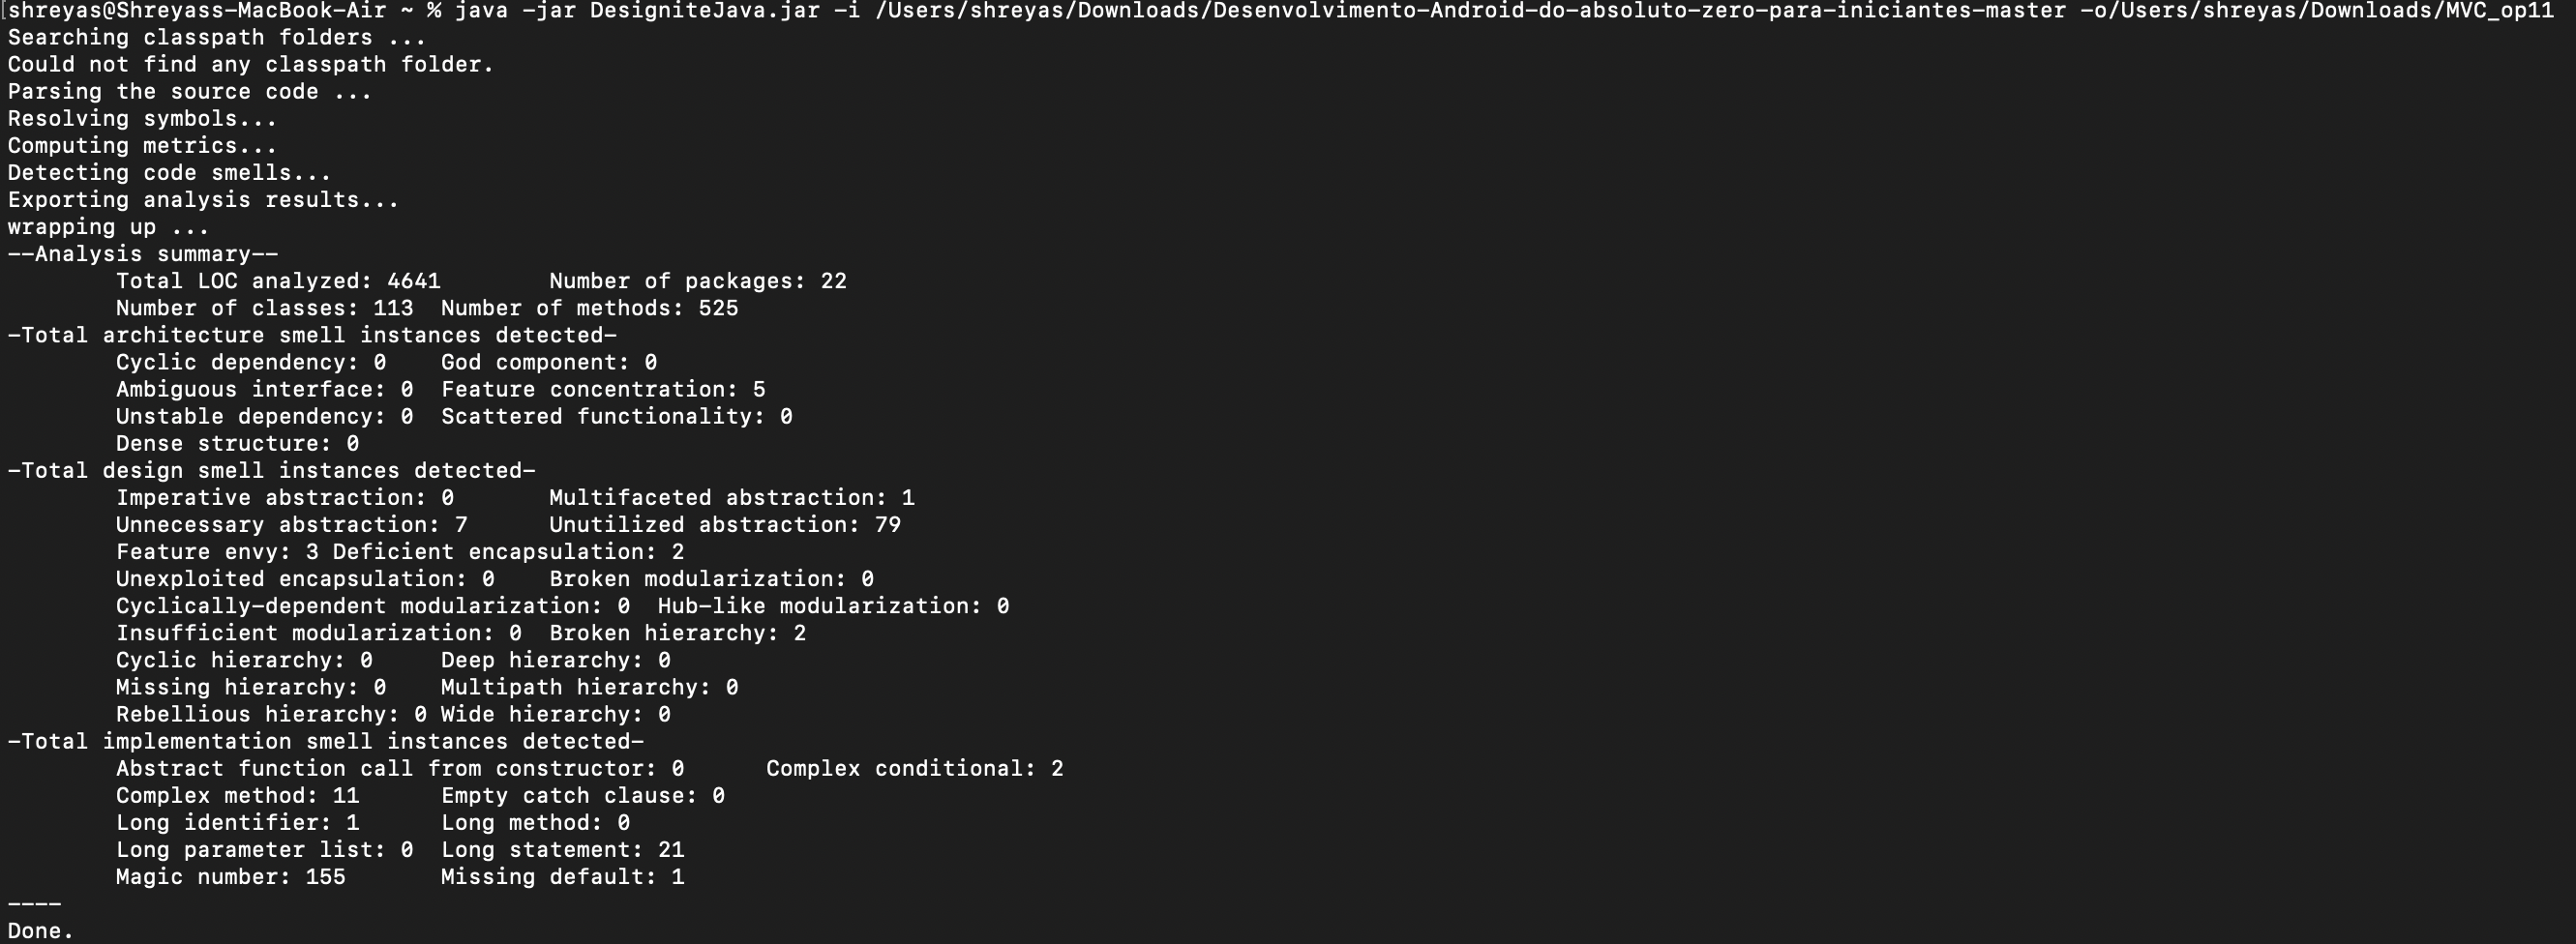 [shreyas@Shreyass-MacBook-Air ~ % java -jar DesigniteJava.jar -i /Users/shreyas/Downloads/Desenvolvimento-Android-do-absoluto-zero-para-iniciantes-master -o/Users/shreyas/Downloads/MVC_op11
Searching classpath folders ...
Could not find any classpath folder.
Parsing the source code ...
Resolving symbols...
Computing metrics...
Detecting code smells...
Exporting analysis results...
wrapping up ...
--Analysis summary--
	Total LOC analyzed: 4641	Number of packages: 22
	Number of classes: 113	Number of methods: 525
-Total architecture smell instances detected-
	Cyclic dependency: 0	God component: 0
	Ambiguous interface: 0	Feature concentration: 5
	Unstable dependency: 0	Scattered functionality: 0
	Dense structure: 0
-Total design smell instances detected-
	Imperative abstraction: 0	Multifaceted abstraction: 1
	Unnecessary abstraction: 7	Unutilized abstraction: 79
	Feature envy: 3	Deficient encapsulation: 2
	Unexploited encapsulation: 0	Broken modularization: 0
	Cyclically-dependent modularization: 0	Hub-like modularization: 0
	Insufficient modularization: 0	Broken hierarchy: 2
	Cyclic hierarchy: 0	Deep hierarchy: 0
	Missing hierarchy: 0	Multipath hierarchy: 0
	Rebellious hierarchy: 0	Wide hierarchy: 0
-Total implementation smell instances detected-
	Abstract function call from constructor: 0	Complex conditional: 2
	Complex method: 11	Empty catch clause: 0
	Long identifier: 1	Long method: 0
	Long parameter list: 0	Long statement: 21
	Magic number: 155	Missing default: 1
----
Done.